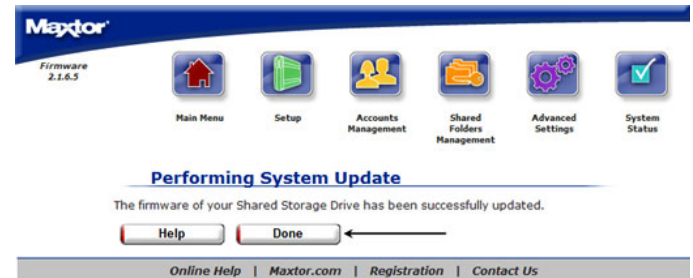 Maxtor
Firmware
2.1.6.5
Main Menu
Setup
Accounts
Management
Shared
Folders
Management
Advanced
Settings
System
Status
Performing System Update
The firmware of your Shared Storage Drive has been successfully updated.
Help
Done
Online Help | Maxtor.com | Registration | Contact Us